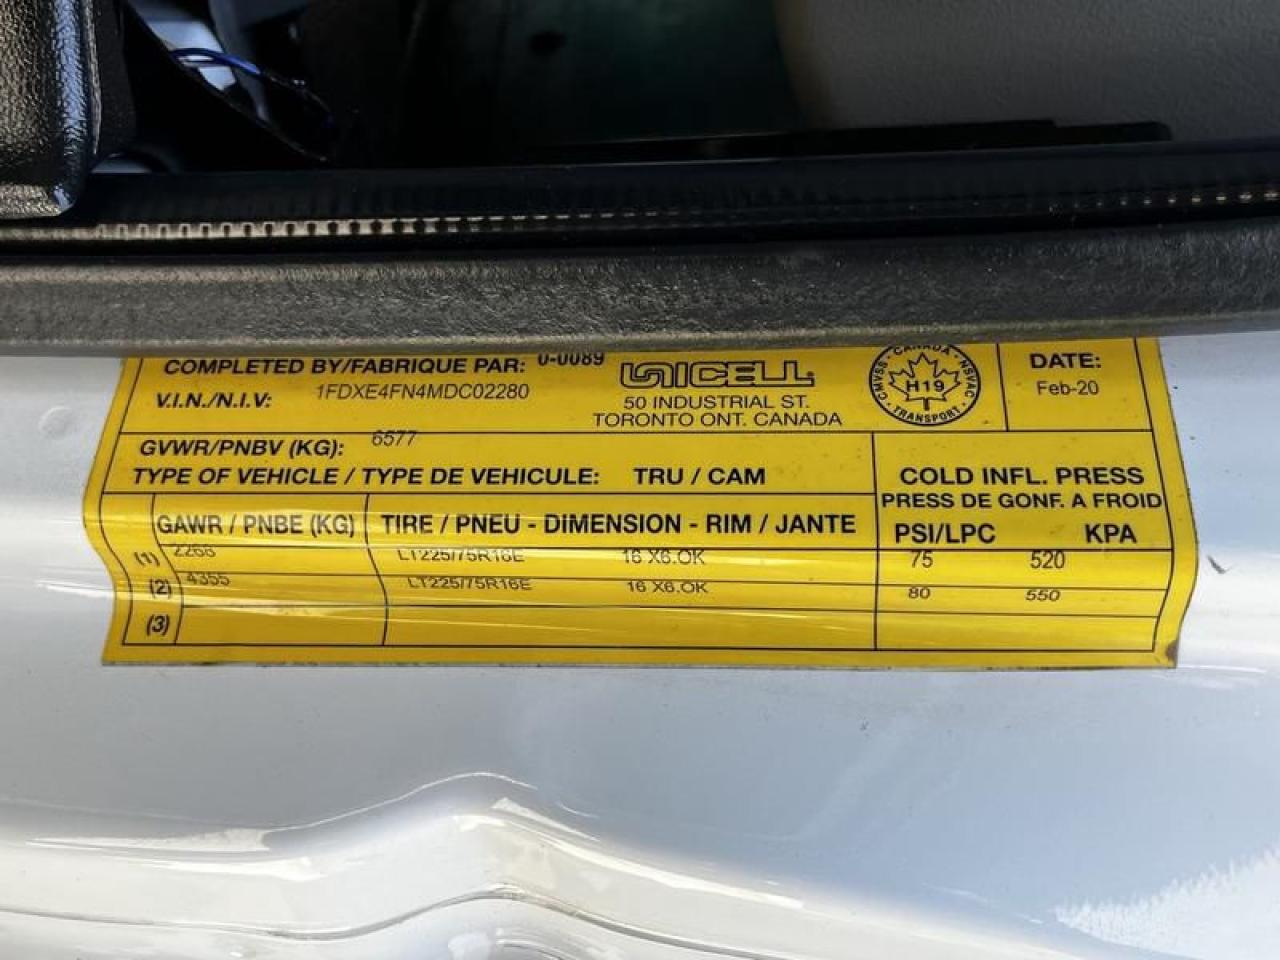 COMPLETED BY/FABRIQUE PAR: 0-0089
UNICELL
V.I.N./N.I.V: 1FDXE4FN4MDC02280
50 INDUSTRIAL ST.
TORONTO ONT. CANADA
CMVSS · CANADA · NSVAC · TRANSPORT ·
H19
DATE:
Feb-20
GVWR/PNBV (KG): 6577
TYPE OF VEHICLE / TYPE DE VEHICULE: TRU / CAM
COLD INFL. PRESS
PRESS DE GONF. A FROID
GAWR / PNBE (KG) TIRE / PNEU - DIMENSION - RIM / JANTE PSI/LPC KPA
(1) 2268 LT225/75R16E 16 X6.OK 75 520
(2) 4355 LT225/75R16E 16 X6.OK 80 550
(3)